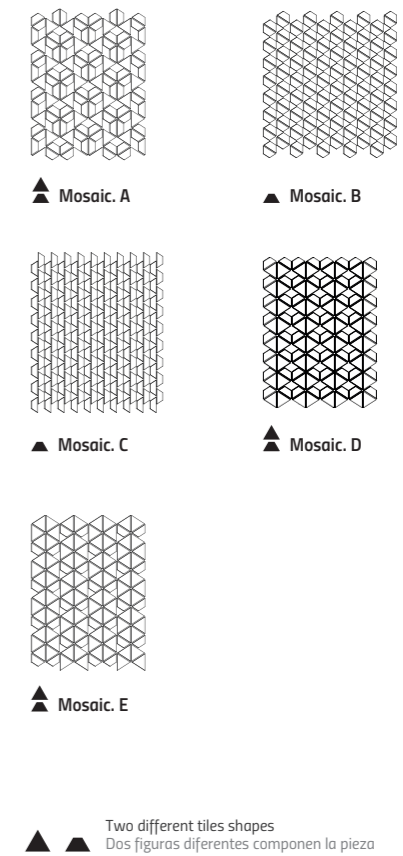 Mosaic. A
Mosaic. B
Mosaic. C
Mosaic. D
Mosaic. E
Two different tiles shapes
Dos figuras diferentes componen la pieza